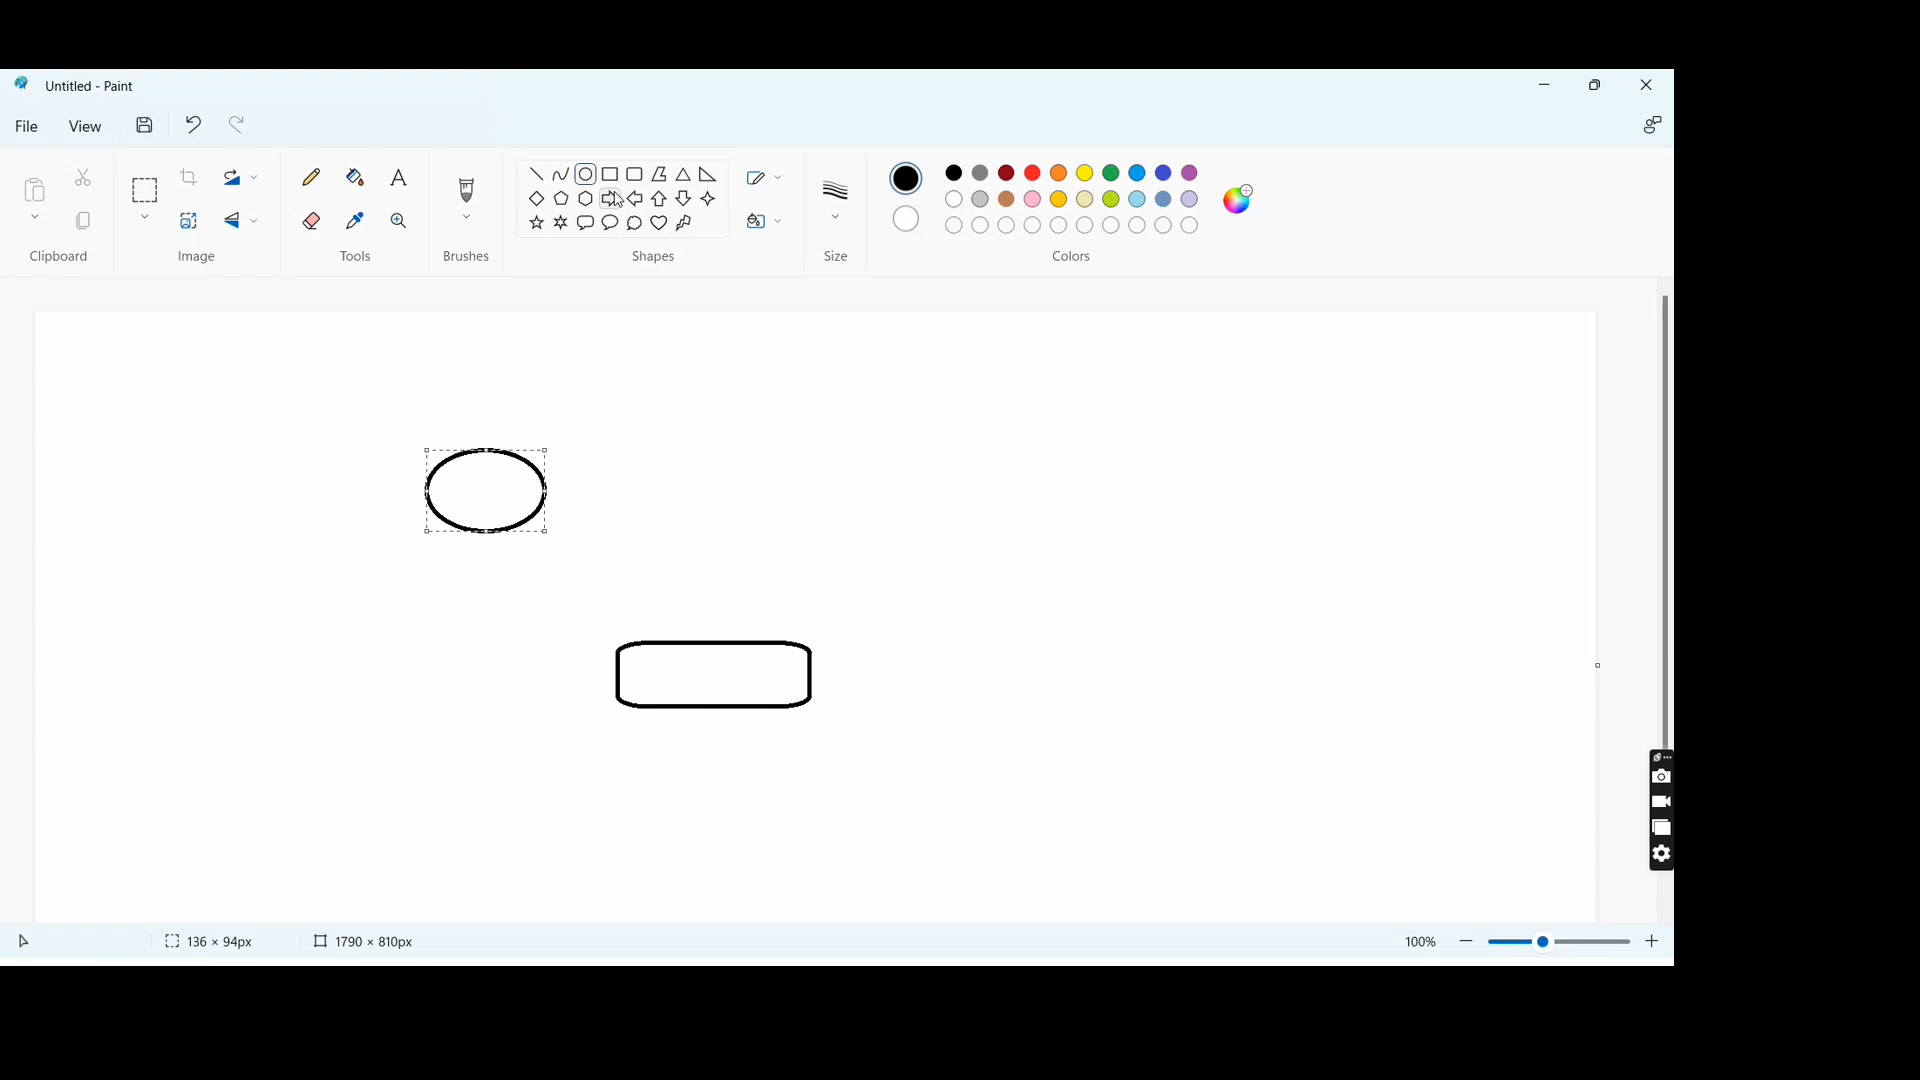 Untitled - Paint
File View
Clipboard Image Tools Brushes Shapes Size Colors
136 × 94px 1790 × 810px 100%